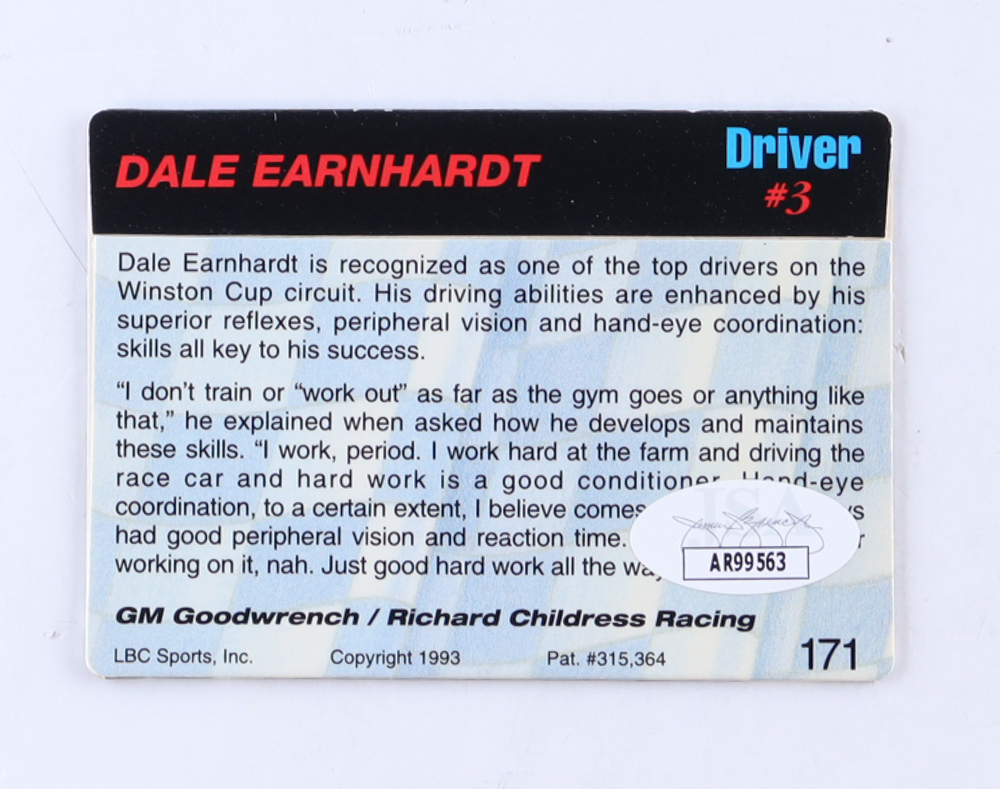 DALE EARNHARDT
Driver
#3
Dale Earnhardt is recognized as one of the top drivers on the
Winston Cup circuit. His driving abilities are enhanced by his
superior reflexes, peripheral vision and hand-eye coordination:
skills all key to his success.
“I don’t train or “work out” as far as the gym goes or anything like
that,” he explained when asked how he develops and maintains
these skills. “I work, period. I work hard at the farm and driving the
race car and hard work is a good conditioner. Hand-eye
coordination, to a certain extent, I believe comes
had good peripheral vision and reaction time.
working on it, nah. Just good hard work all the way
JSA
AR99563
GM Goodwrench / Richard Childress Racing
LBC Sports, Inc. Copyright 1993 Pat. #315,364
171